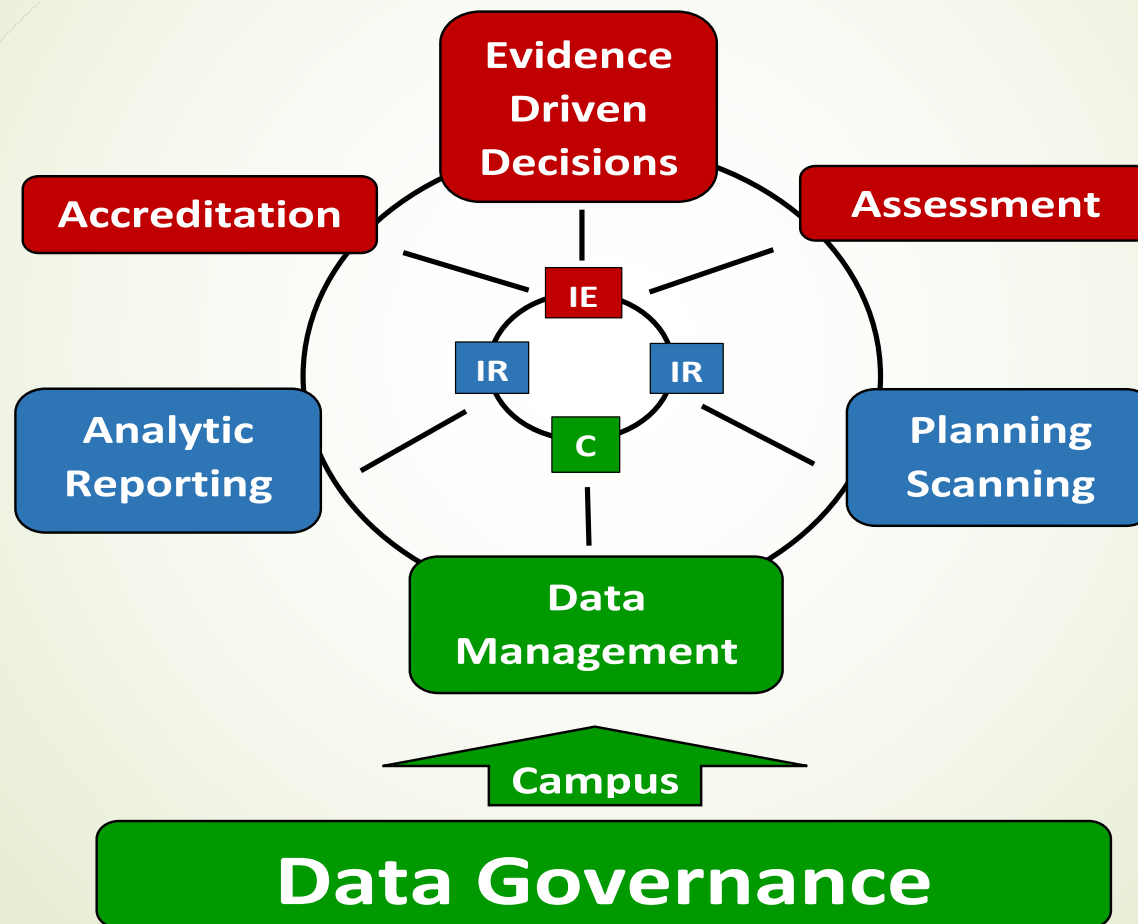 Evidence
Driven
Decisions
Accreditation
Assessment
IE
IR
IR
Analytic
Reporting
Planning
Scanning
C
Data
Management
Campus
Data Governance